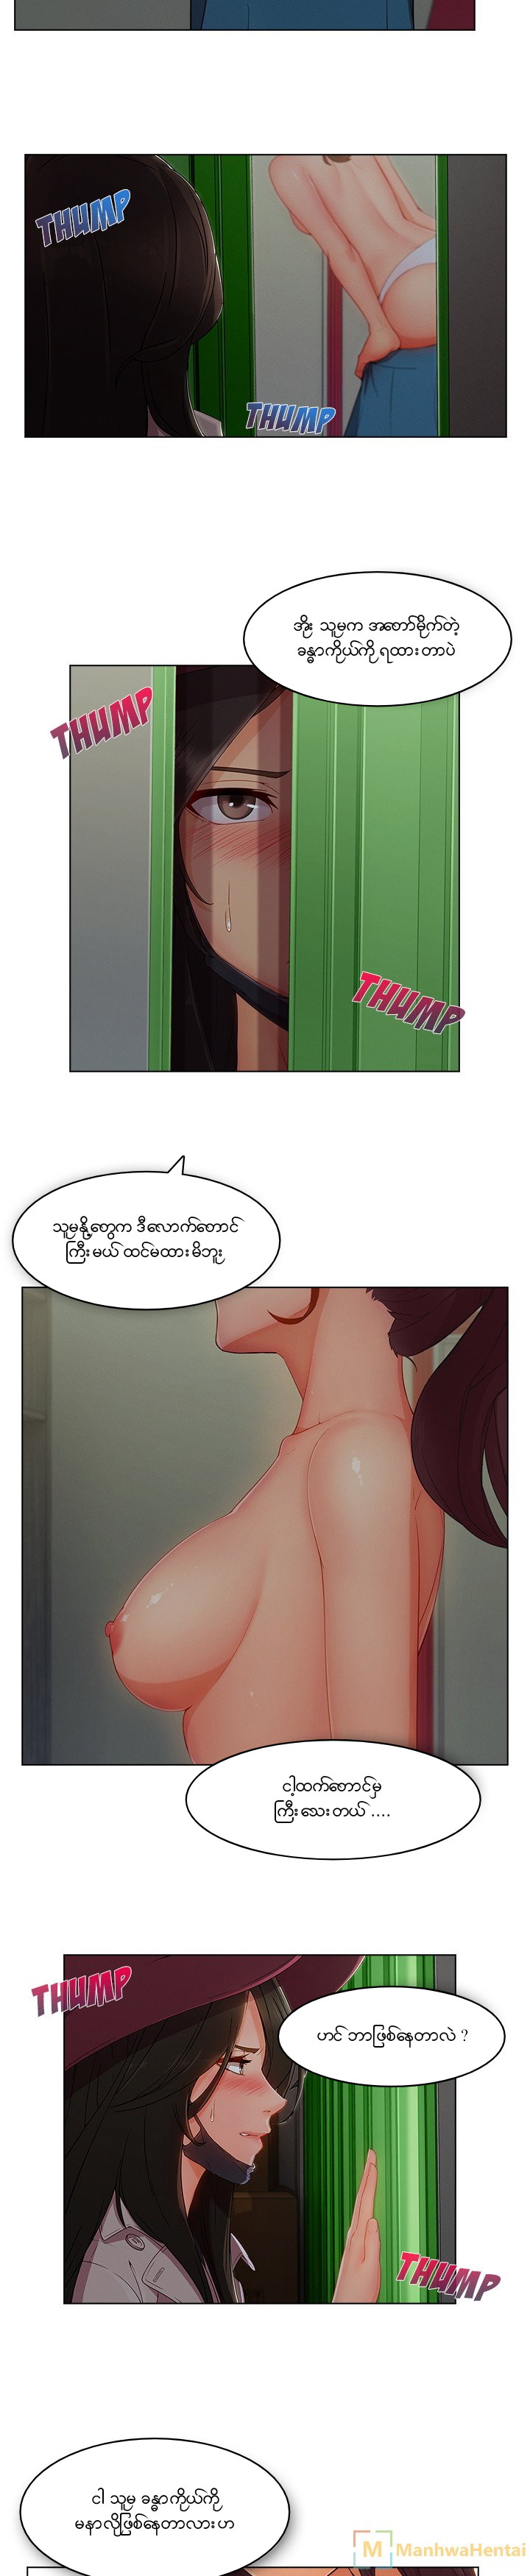 THUMP
THUMP
အိုး သူမက အတော်မိုက်တဲ့
ခန္ဓာကိုယ်ကို ရထားတာပဲ
THUMP
THUMP
သူမနို့တွေက ဒီလောက်တောင်
ကြီးမယ် ထင်မထားမိဘူး
ငါ့ထက်တောင်မှ
ကြီးသေးတယ် ....
THUMP
ဟင် ဘာဖြစ်နေတာလဲ ?
THUMP
ငါ သူမ ခန္ဓာကိုယ်ကို
မနာလိုဖြစ်နေတာလားဟ
M ManhwaHentai